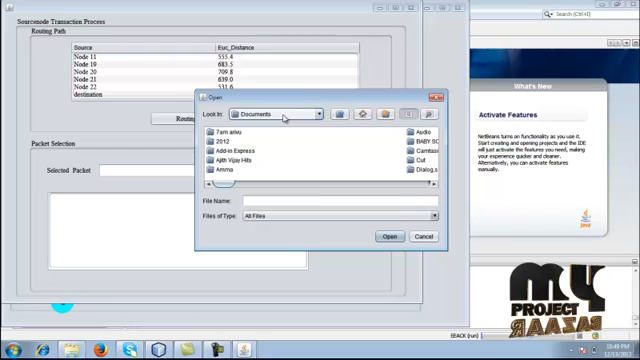 Sourcenode Transaction Process
Search (Ctrl+I)
Routing Path
Source Euc_Distance
Node 11 555.4
Node 19 683.5
Node 20 709.8
Node 21 639.0
Node 22 531.6
destination
What's New
Open
Look In: Documents
Activate Features
7am arivu Audio
2012
Add-in Express
Ajith Vijay Hits Cut
Amma Dialog,s
NetBeans turns on functionality as you use it.
Start creating and opening projects and the IDE
will just activate the features you need, making
your experience quicker and cleaner.
Alternatively, you can activate features
manually.
Packet Selection
Selected Packet
File Name:
Files of Type: All Files
Open Cancel
Java
MY
PROJECT
BAZAAR
EEACK (run)
10:49 PM